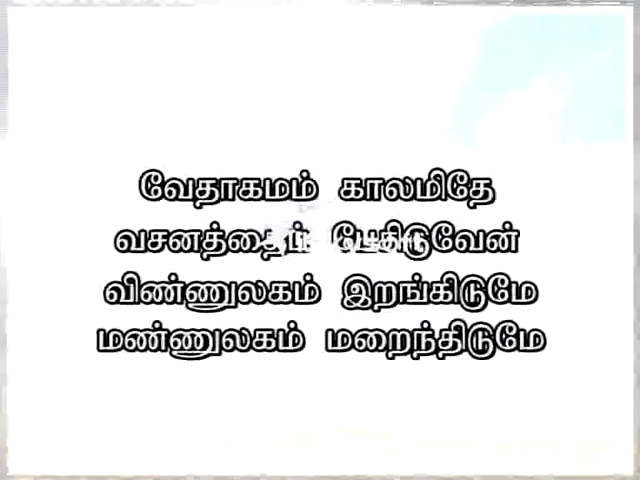 வேதாகமம் காலமிதே
வசனத்தைப் பேசிடுவேன்
விண்ணுலகம் இறங்கிடுமே
மண்ணுலகம் மறைந்திடுமே